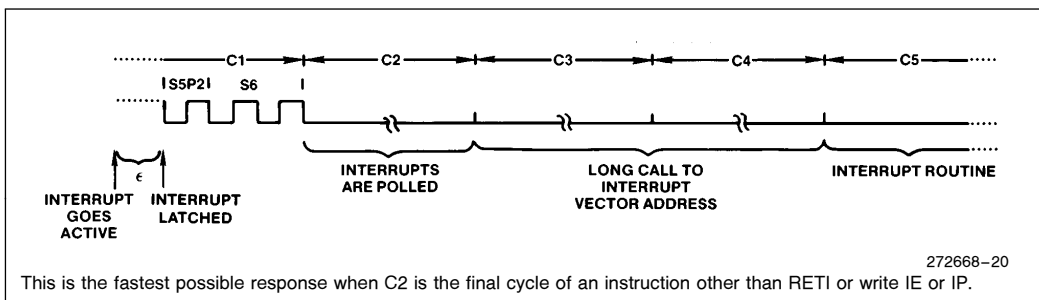 C1 C2 C3 C4 C5
S5P2 S6
ϵ
INTERRUPTS
ARE POLLED
LONG CALL TO
INTERRUPT
VECTOR ADDRESS
INTERRUPT ROUTINE
INTERRUPT
GOES
ACTIVE
INTERRUPT
LATCHED
272668–20
This is the fastest possible response when C2 is the final cycle of an instruction other than RETI or write IE or IP.